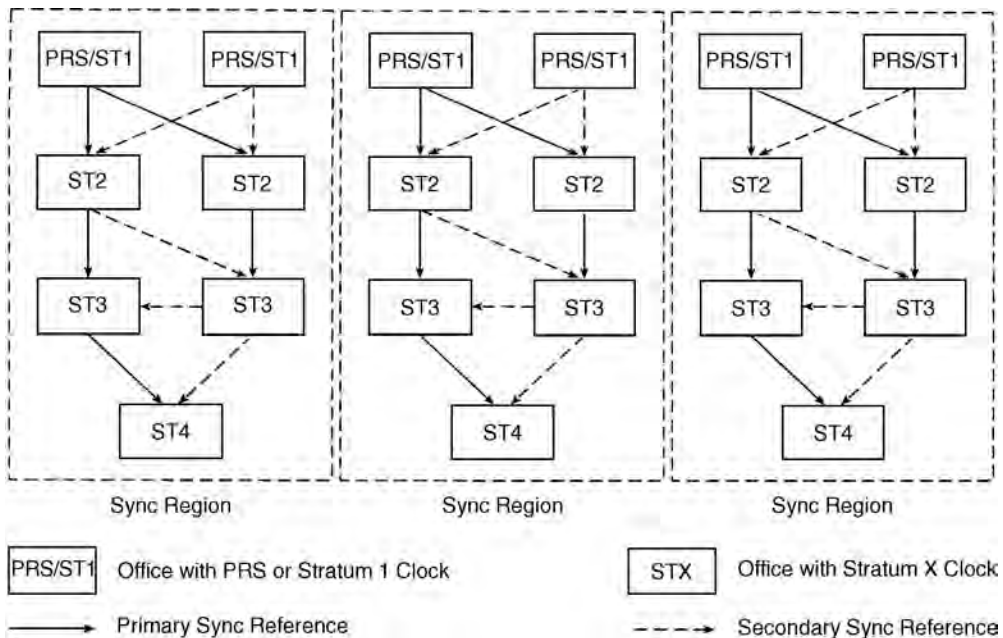 PRS/ST1 PRS/ST1 PRS/ST1 PRS/ST1 PRS/ST1 PRS/ST1
ST2 ST2 ST2 ST2 ST2 ST2
ST3 ST3 ST3 ST3 ST3 ST3
ST4 ST4 ST4
Sync Region Sync Region Sync Region
PRS/ST1 Office with PRS or Stratum 1 Clock STX Office with Stratum X Clock
Primary Sync Reference Secondary Sync Reference